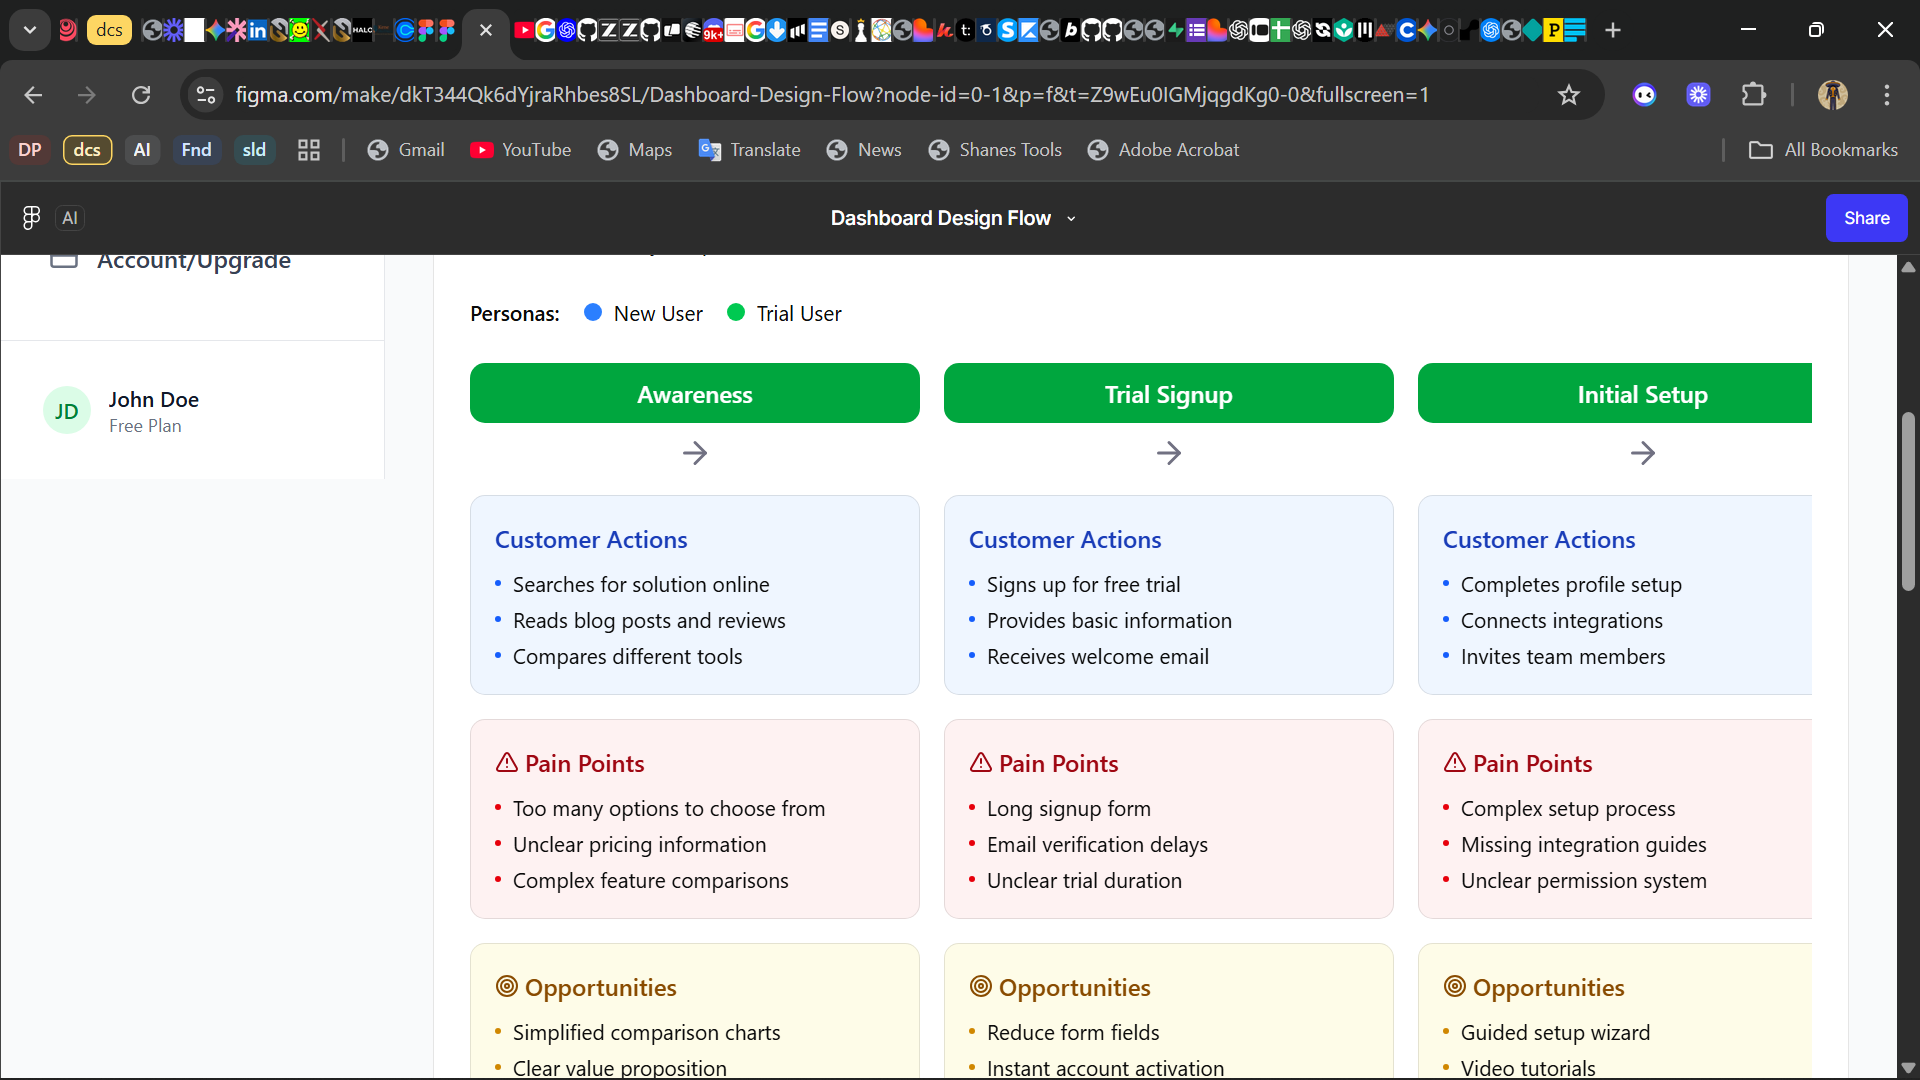 dcs
9k+
figma.com/make/dkT344Qk6dYjraRhbes8SL/Dashboard-Design-Flow?node-id=0-1&p=f&t=Z9wEu0IGMjqgdKg0-0&fullscreen=1
DP dcs AI Fnd sld Gmail YouTube Maps Translate News Shanes Tools Adobe Acrobat All Bookmarks
AI Dashboard Design Flow Share
Account/Upgrade
John Doe
JD
Free Plan
Personas: New User Trial User
Awareness Trial Signup Initial Setup
Customer Actions
• Searches for solution online
• Reads blog posts and reviews
• Compares different tools
Customer Actions
• Signs up for free trial
• Provides basic information
• Receives welcome email
Customer Actions
• Completes profile setup
• Connects integrations
• Invites team members
Pain Points
• Too many options to choose from
• Unclear pricing information
• Complex feature comparisons
Pain Points
• Long signup form
• Email verification delays
• Unclear trial duration
Pain Points
• Complex setup process
• Missing integration guides
• Unclear permission system
Opportunities
• Simplified comparison charts
• Clear value proposition
Opportunities
• Reduce form fields
• Instant account activation
Opportunities
• Guided setup wizard
• Video tutorials